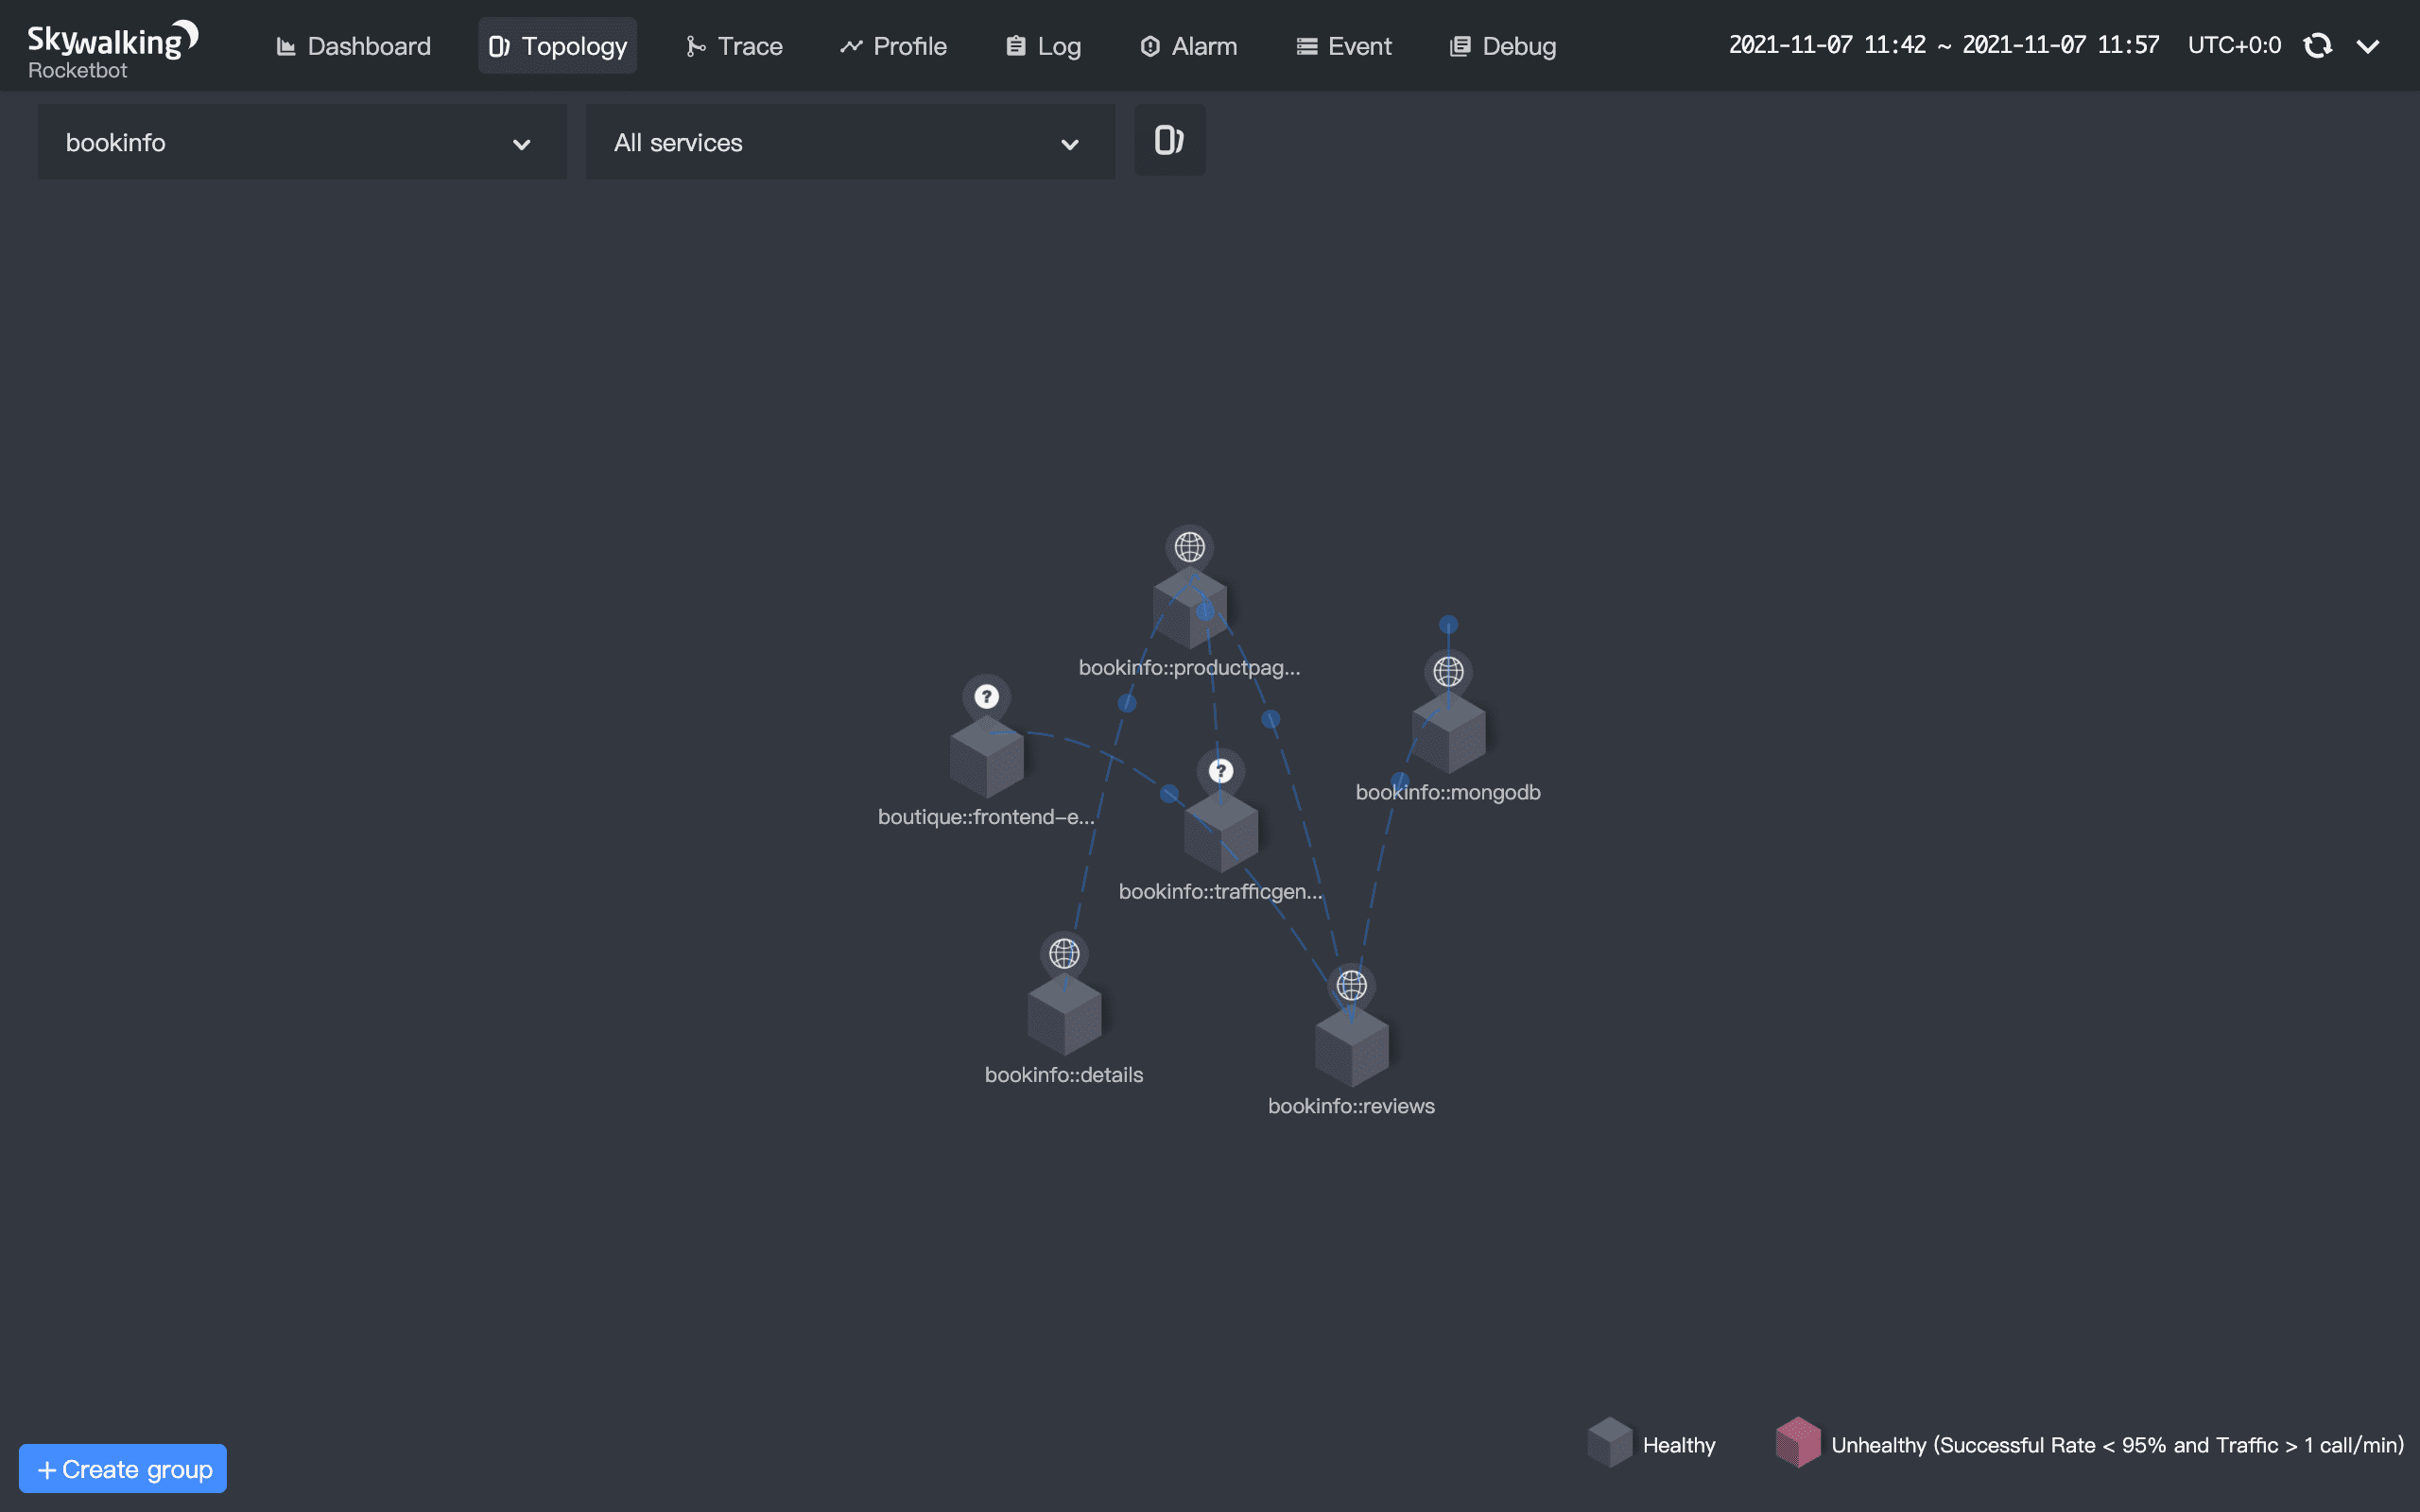 Skywalking
Rocketbot
Dashboard
Topology
Trace
Profile
Log
Alarm
Event
Debug
2021-11-07 11:42 ~ 2021-11-07 11:57
UTC+0:0
bookinfo
All services
bookinfo::productpag...
?
boutique::frontend-e...
?
bookinfo::mongodb
bookinfo::trafficgen...
bookinfo::details
bookinfo::reviews
Healthy
Unhealthy (Successful Rate < 95% and Traffic > 1 call/min)
+ Create group